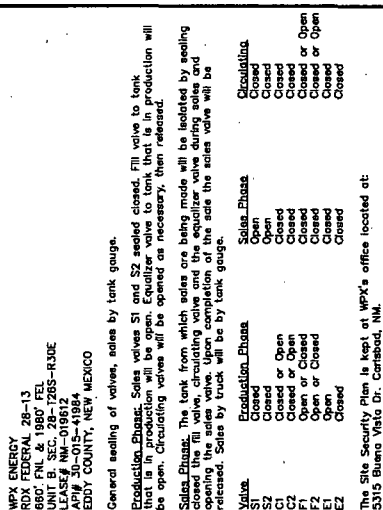 WPX ENERGY
RDX FEDERAL 28-13
660' FNL & 1980' FEL
UNIT B. SEC. 28-T26S-R30E
LEASE# NM-019612
API# 30-015-41984
EDDY COUNTY, NEW MEXICO
General sealing of valves, sales by tank gauge.
Production Phase: Sales valves S1 and S2 sealed closed. Fill valve to tank
that is in production will be open. Equalizer valve to tank that is in production will
be open. Circulating valves will be opened as necessary, then released.
Sales Phase: The tank from which sales are being made will be isolated by sealing
closed the fill valve, circulating valve and the equalizer valve during sales and
opening the sales valve. Upon completion of the sale the sales valve will be
released. Sales by truck will be by tank gauge.
Valve Production Phase Sales Phase Circulating
S1 Closed Open Closed
S2 Closed Open Closed
C1 Closed or Open Closed Closed
C2 Closed or Open Closed Closed
F1 Open or Closed Closed Closed or Open
F2 Open or Closed Closed Closed or Open
E1 Open Closed Closed
E2 Closed Closed Closed
The Site Security Plan is kept at WPX's office located at:
5315 Buena Vista Dr. Carlsbad, NM.